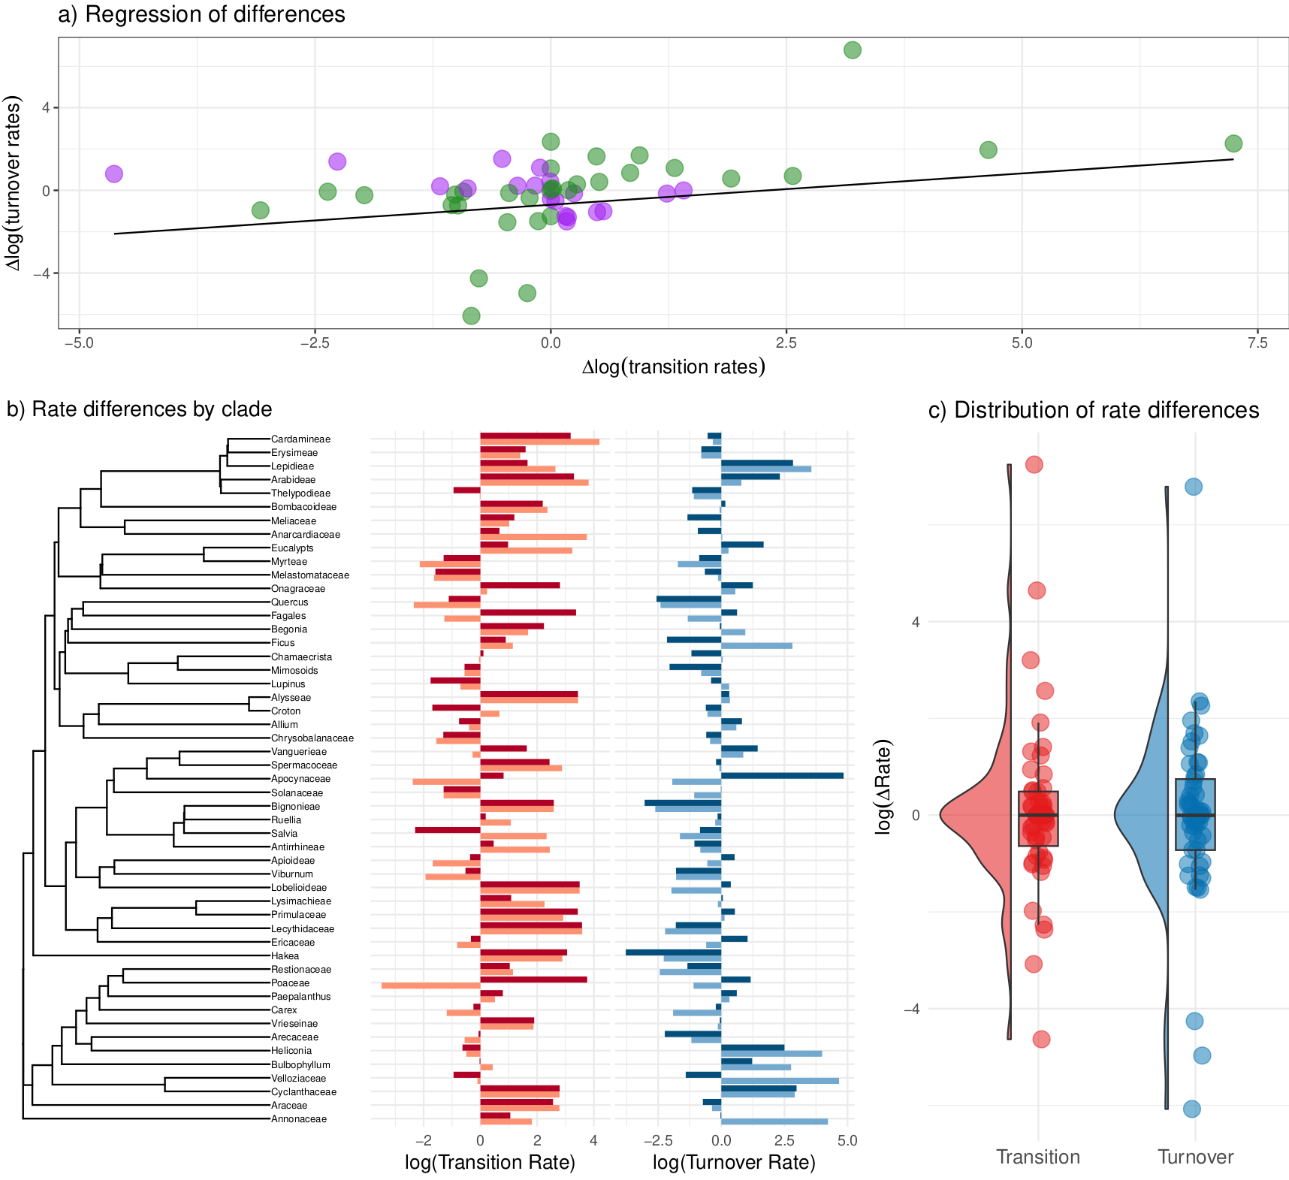 a) Regression of differences
Δlog(turnover rates)
4
0
−4
−5.0
−2.5
0.0
2.5
5.0
7.5
Δlog(transition rates)
b) Rate differences by clade
Cardamineae
Erysimeae
Lepidieae
Arabideae
Thelypodieae
Bombacoideae
Meliaceae
Anarcardiaceae
Eucalypts
Myrteae
Melastomataceae
Onagraceae
Quercus
Fagales
Begonia
Ficus
Chamaecrista
Mimosoids
Lupinus
Alysseae
Croton
Allium
Chrysobalanaceae
Vanguerieae
Spermacoceae
Apocynaceae
Solanaceae
Bignonieae
Ruellia
Salvia
Antirrhineae
Apioideae
Viburnum
Lobelioideae
Lysimachieae
Primulaceae
Lecythidaceae
Ericaceae
Hakea
Restionaceae
Poaceae
Paepalanthus
Carex
Vrieseinae
Arecaceae
Heliconia
Bulbophyllum
Velloziaceae
Cyclanthaceae
Araceae
Annonaceae
−2
0
2
4
log(Transition Rate)
−2.5
0.0
2.5
5.0
log(Turnover Rate)
c) Distribution of rate differences
log(ΔRate)
4
0
−4
Transition
Turnover